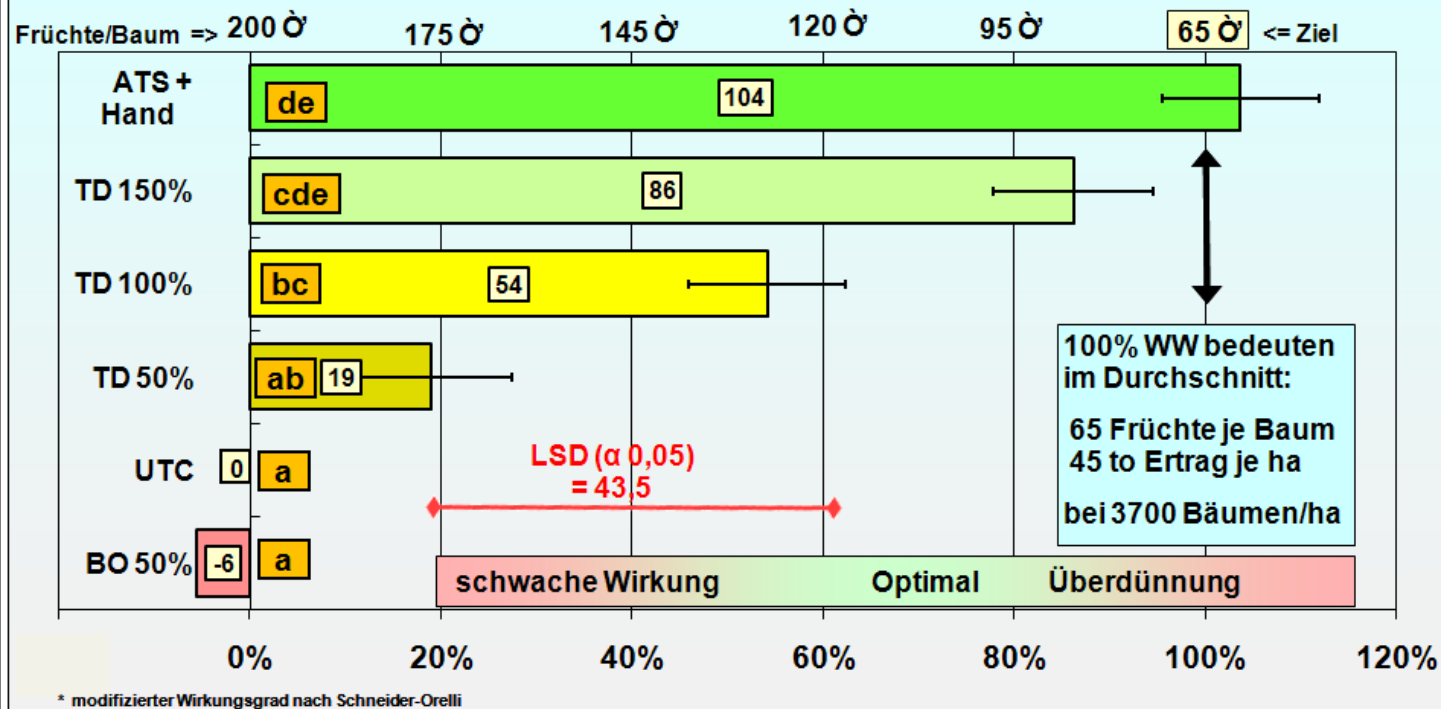 Früchte/Baum => 200 Ò 175 Ò 145 Ò 120 Ò 95 Ò 65 Ò <= Ziel
ATS +
Hand
de
104
TD 150%
cde
86
TD 100%
bc
54
TD 50%
ab
19
UTC
0
a
BO 50%
-6
a
LSD (α 0,05)
= 43,5
100% WW bedeuten
im Durchschnitt:
65 Früchte je Baum
45 to Ertrag je ha
bei 3700 Bäumen/ha
schwache Wirkung Optimal Überdünnung
0% 20% 40% 60% 80% 100% 120%
* modifizierter Wirkungsgrad nach Schneider-Orelli